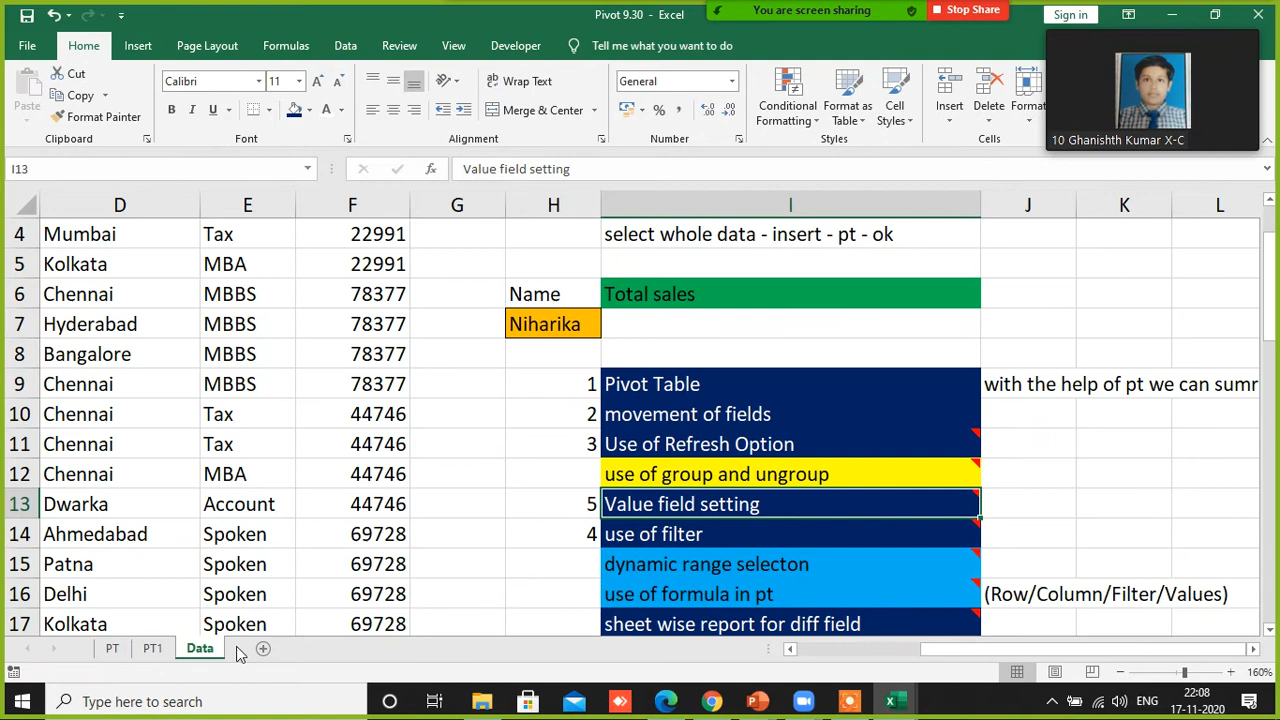 Pivot 9.30 - Excel
You are screen sharing
Stop Share
Sign in
File
Home
Insert
Page Layout
Formulas
Data
Review
View
Developer
Tell me what you want to do
Paste
Cut
Copy
Format Painter
Clipboard
Calibri
11
B I U
Font
Wrap Text
Merge & Center
Alignment
General
Number
Conditional Formatting
Format as Table
Cell Styles
Styles
Insert
Delete
Format
Cells
10 Ghanishth Kumar X-C
I13
Value field setting
D E F G H I J K L
4 Mumbai Tax 22991 select whole data - insert - pt - ok
5 Kolkata MBA 22991
6 Chennai MBBS 78377 Name Total sales
7 Hyderabad MBBS 78377 Niharika
8 Bangalore MBBS 78377
9 Chennai MBBS 78377 1 Pivot Table with the help of pt we can sumr
10 Chennai Tax 44746 2 movement of fields
11 Chennai Tax 44746 3 Use of Refresh Option
12 Chennai MBA 44746 use of group and ungroup
13 Dwarka Account 44746 5 Value field setting
14 Ahmedabad Spoken 69728 4 use of filter
15 Patna Spoken 69728 dynamic range selecton
16 Delhi Spoken 69728 use of formula in pt (Row/Column/Filter/Values)
17 Kolkata Spoken 69728 sheet wise report for diff field
PT PT1 Data
160%
Type here to search
ENG
22:08
17-11-2020